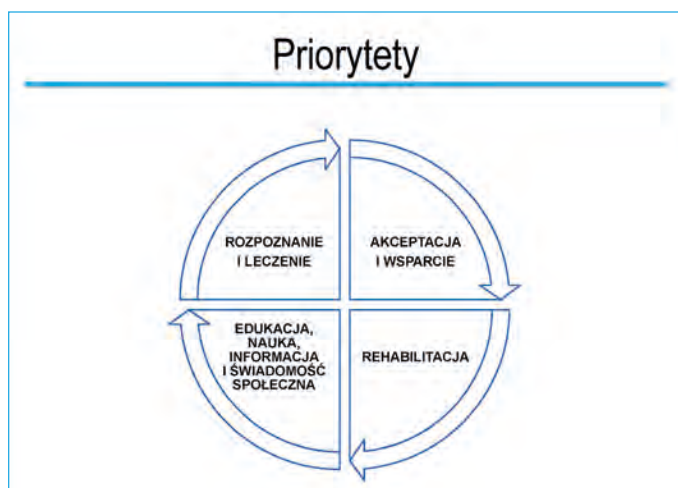 Priorytety
ROZPOZNANIE
I LECZENIE
AKCEPTACJA
I WSPARCIE
EDUKACJA,
NAUKA,
INFORMACJA
I ŚWIADOMOŚĆ
SPOŁECZNA
REHABILITACJA